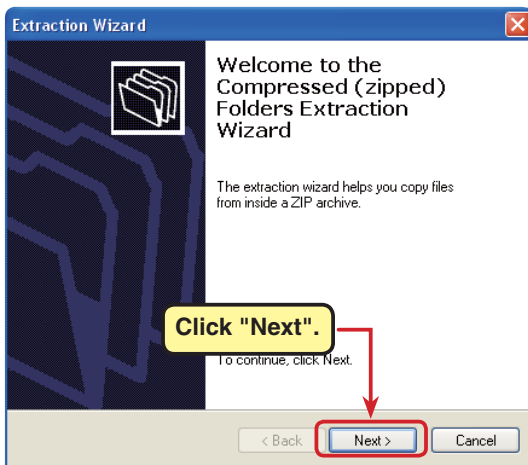 Extraction Wizard
Welcome to the
Compressed (zipped)
Folders Extraction
Wizard
The extraction wizard helps you copy files
from inside a ZIP archive.
Click "Next".
To continue, click Next.
< Back
Next >
Cancel